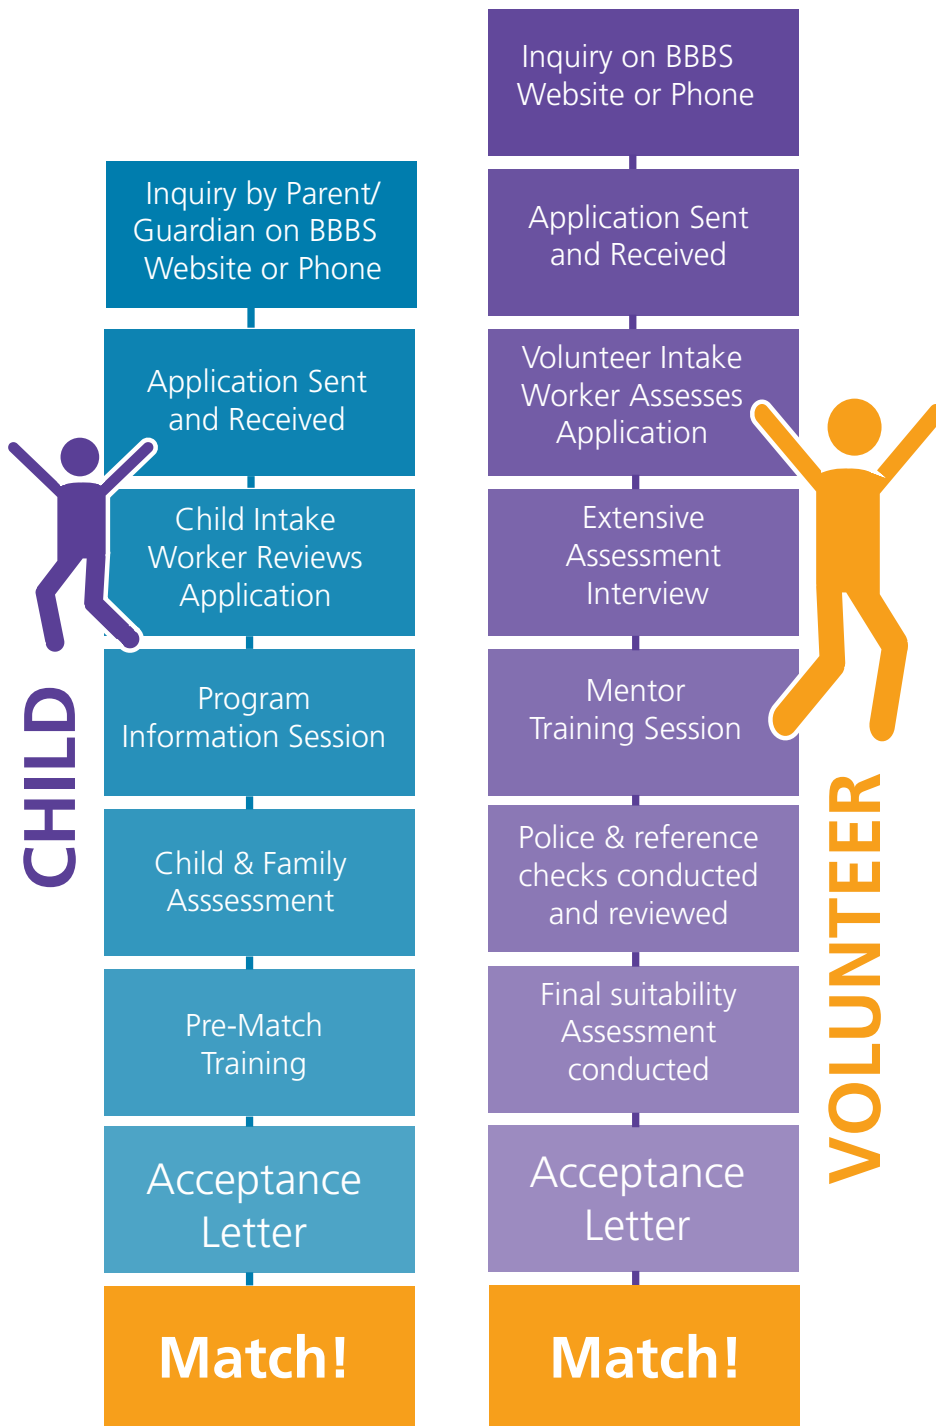 Inquiry by Parent/
Guardian on BBBS
Website or Phone
Application Sent
and Received
Child Intake
Worker Reviews
Application
Program
Information Session
Child & Family
Asssessment
Pre-Match
Training
Acceptance
Letter
Match!
CHILD
Inquiry on BBBS
Website or Phone
Application Sent
and Received
Volunteer Intake
Worker Assesses
Application
Extensive
Assessment
Interview
Mentor
Training Session
Police & reference
checks conducted
and reviewed
Final suitability
Assessment
conducted
Acceptance
Letter
Match!
VOLUNTEER